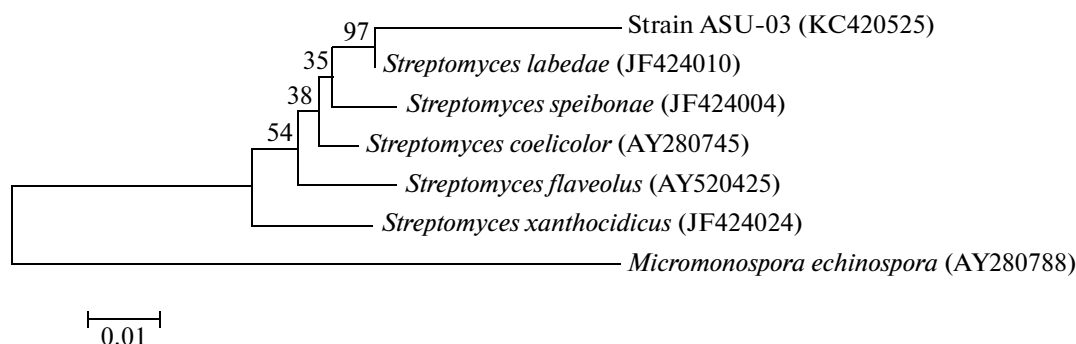 97
Strain ASU-03 (KC420525)
35
Streptomyces labedae (JF424010)
38
Streptomyces speibonae (JF424004)
54
Streptomyces coelicolor (AY280745)
Streptomyces flaveolus (AY520425)
Streptomyces xanthocidicus (JF424024)
Micromonospora echinospora (AY280788)
0.01